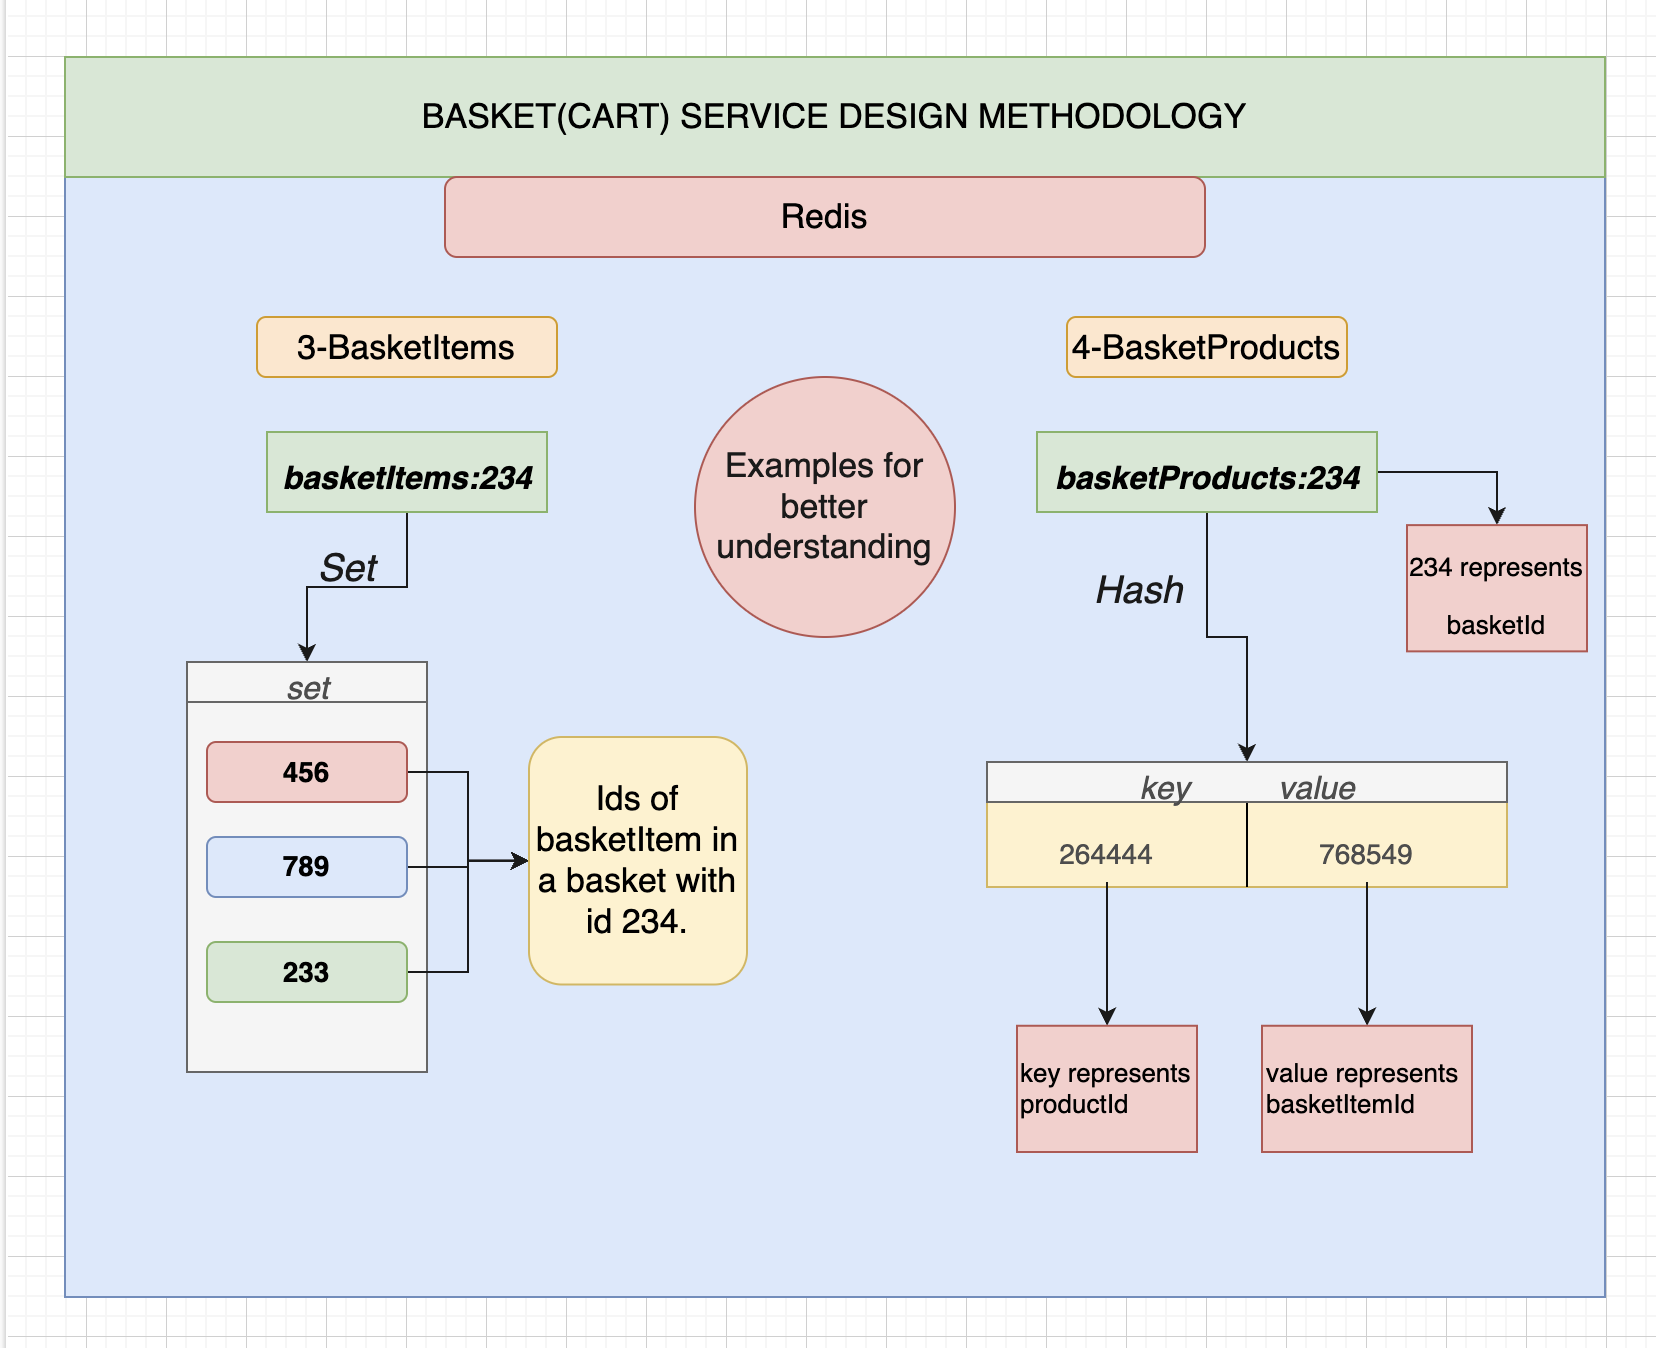 BASKET(CART) SERVICE DESIGN METHODOLOGY
Redis
3-BasketItems
4-BasketProducts
basketItems:234
Set
set
456
789
233
Ids of
basketItem in
a basket with
id 234.
Examples for
better
understanding
basketProducts:234
234 represents
basketId
Hash
key value
264444 768549
key represents
productId
value represents
basketItemId